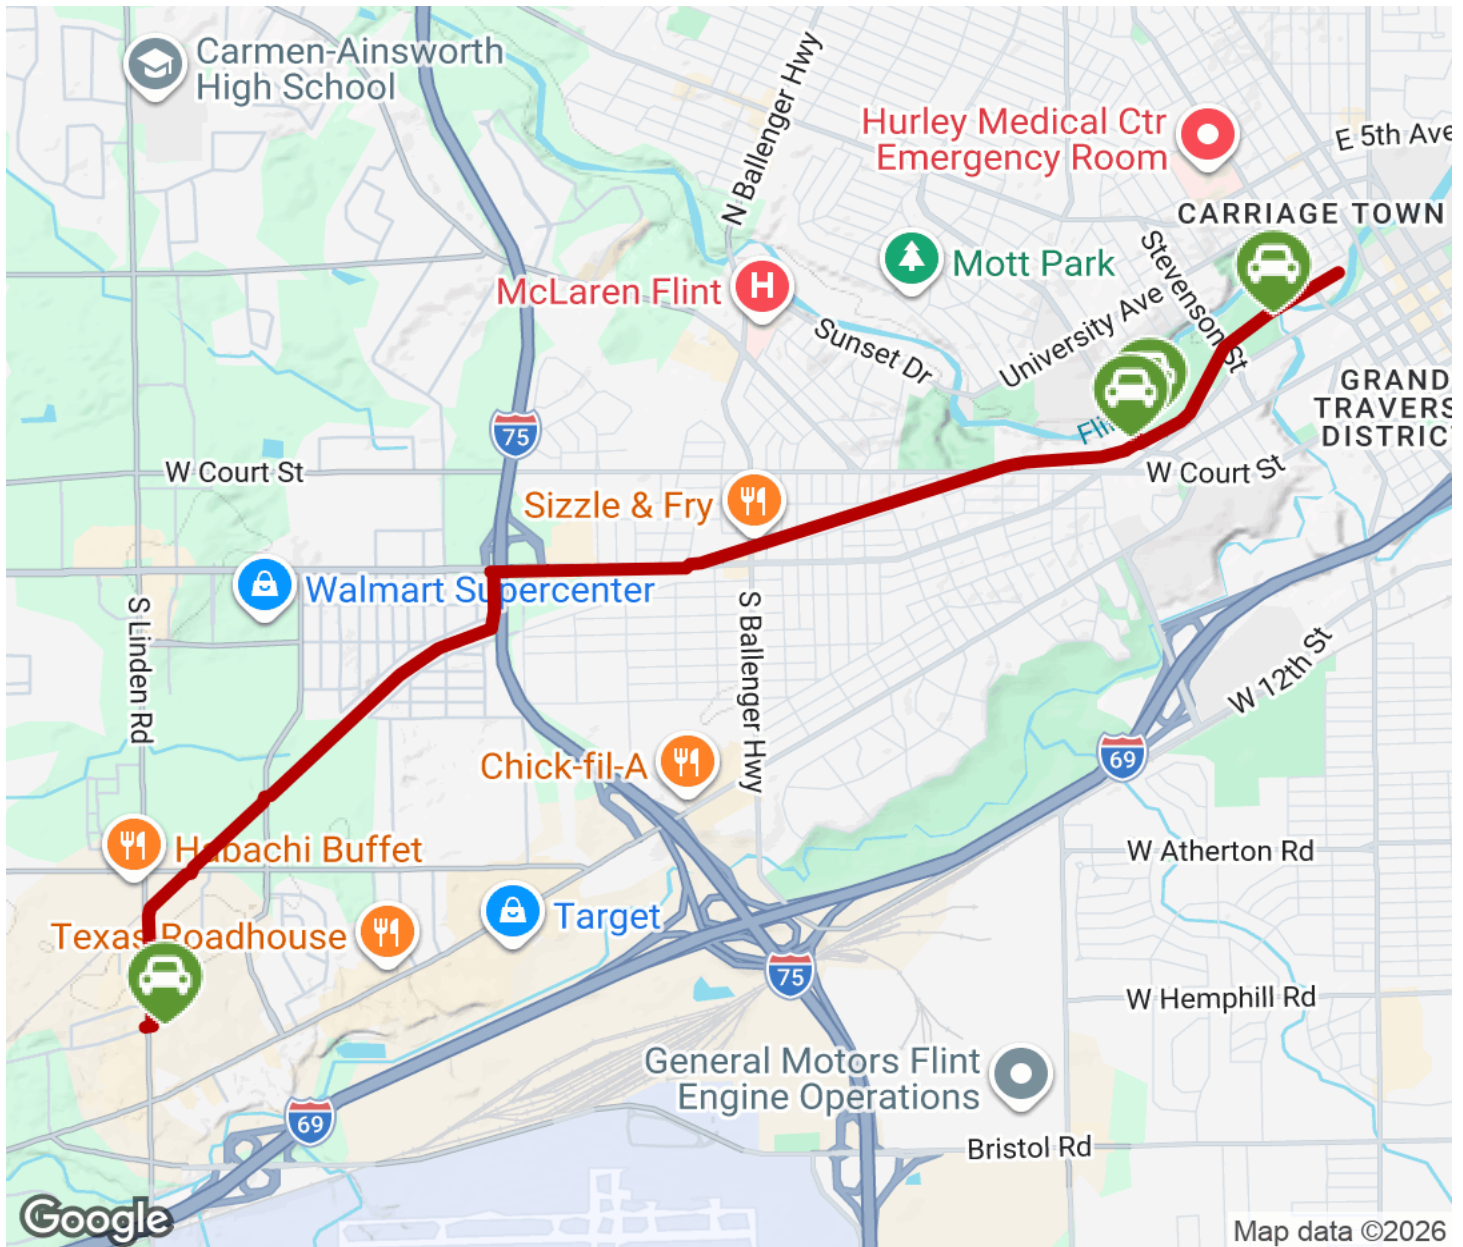 Carmen-Ainsworth
High School
N Ballenger Hwy
Hurley Medical Ctr
Emergency Room
E 5th Ave
CARRIAGE TOWN
Stevenson St
Mott Park
McLaren Flint
H
University Ave
Sunset Dr
GRAND
TRAVERS
DISTRIC
75
Fli
W Court St
W Court St
Sizzle & Fry
Walmart Supercenter
S Linden Rd
S Ballenger Hwy
W 12th St
69
Chick-fil-A
Habachi Buffet
W Atherton Rd
Target
Texas Roadhouse
75
W Hemphill Rd
General Motors Flint
Engine Operations
69
Bristol Rd
Google
Map data ©2026